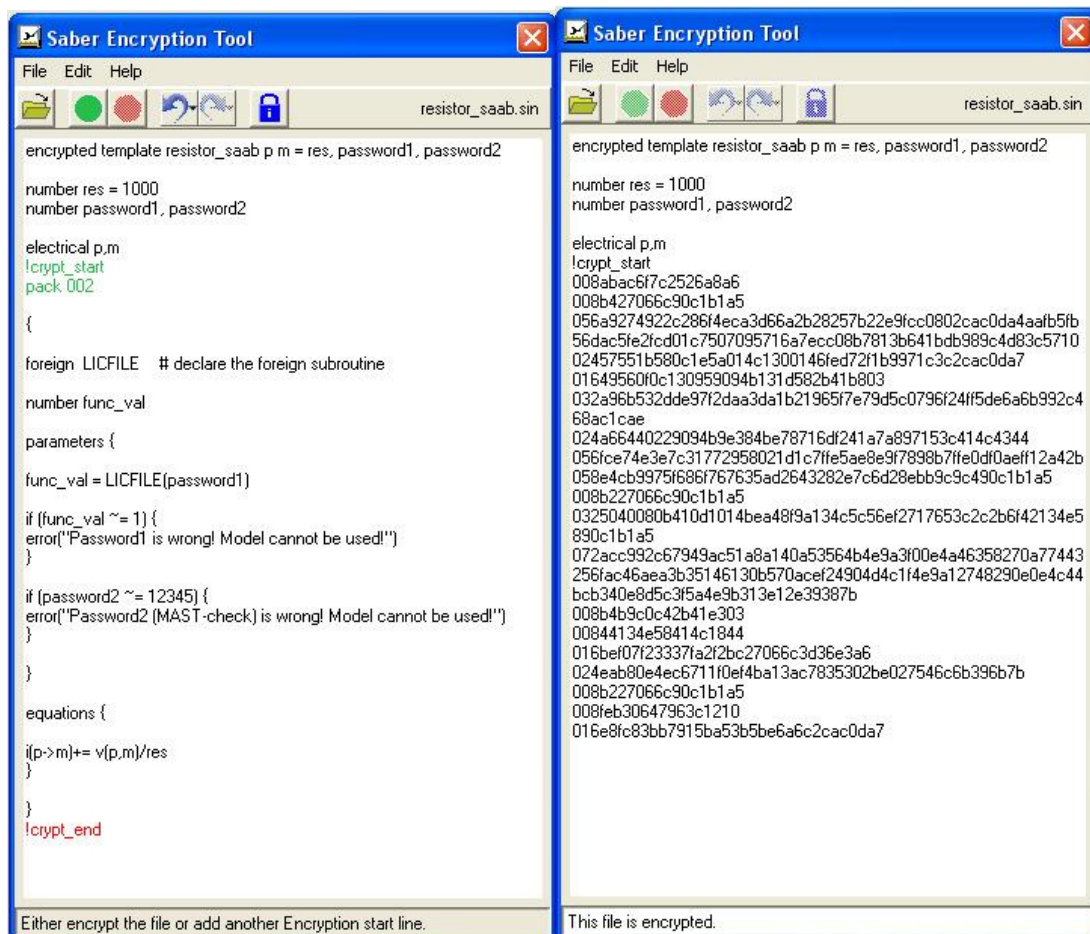 Saber Encryption Tool
File Edit Help
resistor_saab.sin
encrypted template resistor_saab p m = res, password1, password2
number res = 1000
number password1, password2
electrical p,m
!crypt_start
pack 002
{
foreign LICFILE # declare the foreign subroutine
number func_val
parameters {
func_val = LICFILE(password1)
if (func_val ~= 1) {
error("Password1 is wrong! Model cannot be used!")
}
if (password2 ~= 12345) {
error("Password2 (MAST-check) is wrong! Model cannot be used!")
}
}
equations {
i(p->m)+= v(p,m)/res
}
}
!crypt_end
Either encrypt the file or add another Encryption start line.
Saber Encryption Tool
File Edit Help
resistor_saab.sin
encrypted template resistor_saab p m = res, password1, password2
number res = 1000
number password1, password2
electrical p,m
!crypt_start
008abac6f7c2526a8a6
008b427066c90c1b1a5
056a9274922c286f4eca3d66a2b28257b22e9fcc0802cac0da4aafb5fb
56dac5fe2fcd01c7507095716a7ecc08b7813b641bdb989c4d83c5710
02457551b580c1e5a014c1300146fed72f1b9971c3c2cac0da7
01649560f0c130959094b131d582b41b803
032a96b532dde97f2daa3da1b21965f7e79d5c0796f24ff5de6a6b992c4
68ac1cae
024a66440229094b9e384be78716df241a7a897153c414c4344
056fce74e3e7c31772958021d1c7ffe5ae8e9f7898b7ffe0df0aeff12a42b
058e4cb9975f686f767635ad2643282e7c6d28ebb9c9c490c1b1a5
008b227066c90c1b1a5
0325040080b410d1014bea48f9a134c5c56ef2717653c2c2b6f42134e5
890c1b1a5
072acc992c67949ac51a8a140a53564b4e9a3f00e4a46358270a77443
256fac46aea3b35146130b570acef24904d4c1f4e9a12748290e0e4c44
bcb340e8d5c3f5a4e9b313e12e39387b
008b4b9c0c42b41e303
00844134e58414c1844
016bef07f23337fa2f2bc27066c3d36e3a6
024eab80e4ec6711f0ef4ba13ac7835302be027546c6b396b7b
008b227066c90c1b1a5
008feb30647963c1210
016e8fc83bb7915ba53b5be6a6c2cac0da7
This file is encrypted.